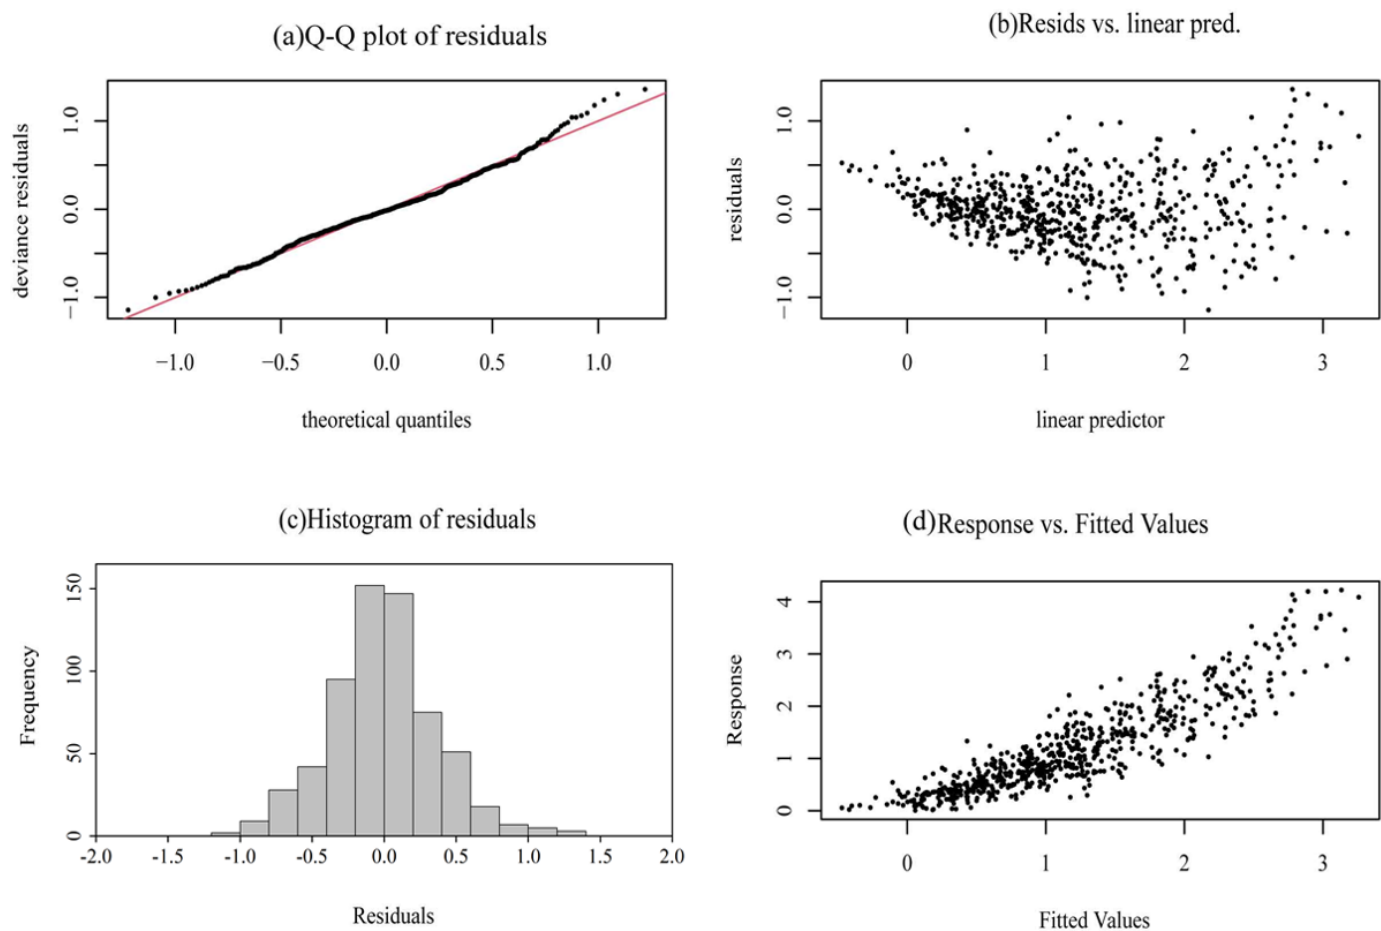 (a)Q-Q plot of residuals
deviance residuals
1.0
0.0
−1.0
−1.0 −0.5 0.0 0.5 1.0
theoretical quantiles
(b)Resids vs. linear pred.
residuals
1.0
0.0
−1.0
0 1 2 3
linear predictor
(c)Histogram of residuals
Frequency
150
100
50
0
-2.0 -1.5 -1.0 -0.5 0.0 0.5 1.0 1.5 2.0
Residuals
(d)Response vs. Fitted Values
Response
4
3
2
1
0
0 1 2 3
Fitted Values